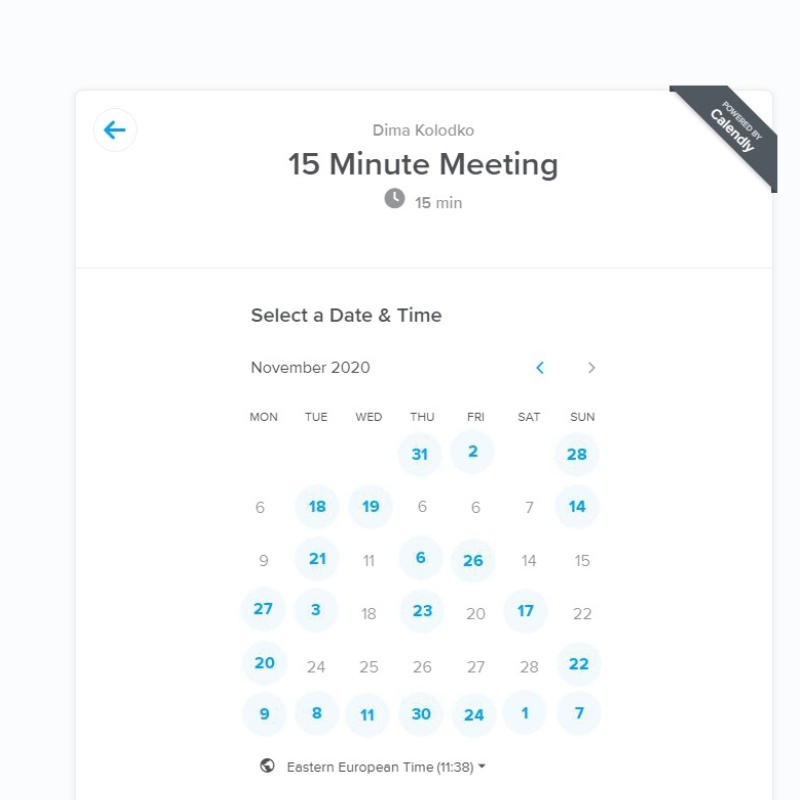 POWERED BY
Calendly
Dima Kolodko
15 Minute Meeting
15 min
Select a Date & Time
November 2020
MON TUE WED THU FRI SAT SUN
31 2 28
6 18 19 6 6 7 14
9 21 11 6 26 14 15
27 3 18 23 20 17 22
20 24 25 26 27 28 22
9 8 11 30 24 1 7
Eastern European Time (11:38)